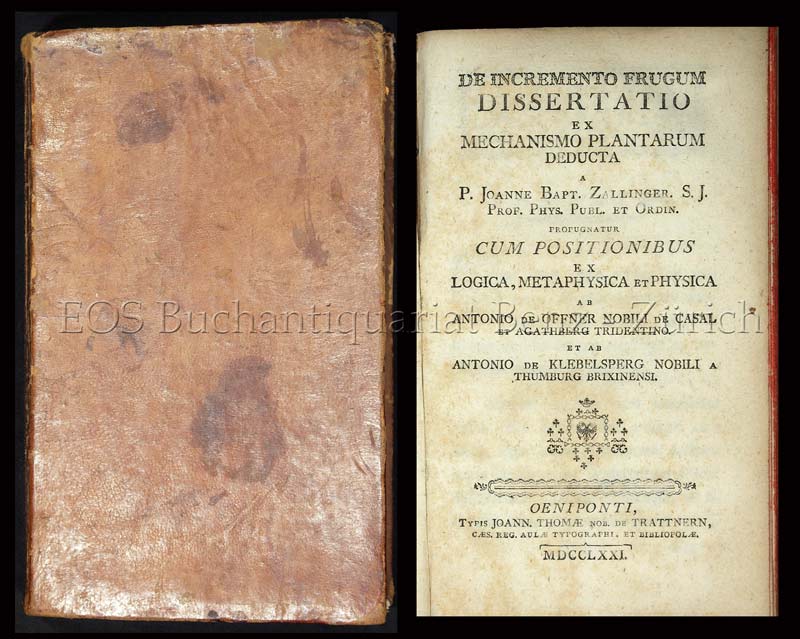 DE INCREMENTO FRUGUM
DISSERTATIO
EX
MECHANISMO PLANTARUM
DEDUCTA
A
P. JOANNE BAPT. ZALLINGER. S. J.
PROF. PHYS. PUBL. ET ORDIN.
PROPUGNATUR
CUM POSITIONIBUS
EX
LOGICA, METAPHYSICA ET PHYSICA
AB
ANTONIO DE OFFNER NOBILI DE CASAL
ET AGATHBERG TRIDENTINO.
ET AB
ANTONIO DE KLEBELSPERG NOBILI A
THUMBURG BRIXINENSI.
OENIPONTI,
TYPIS JOANN. THOMÆ NOB. DE TRATTNERN,
CÆS. REG. AULÆ TYPOGRAPHI, ET BIBLIOPOLÆ.
MDCCLXXI.
EOS Buchantiquariat Zürich